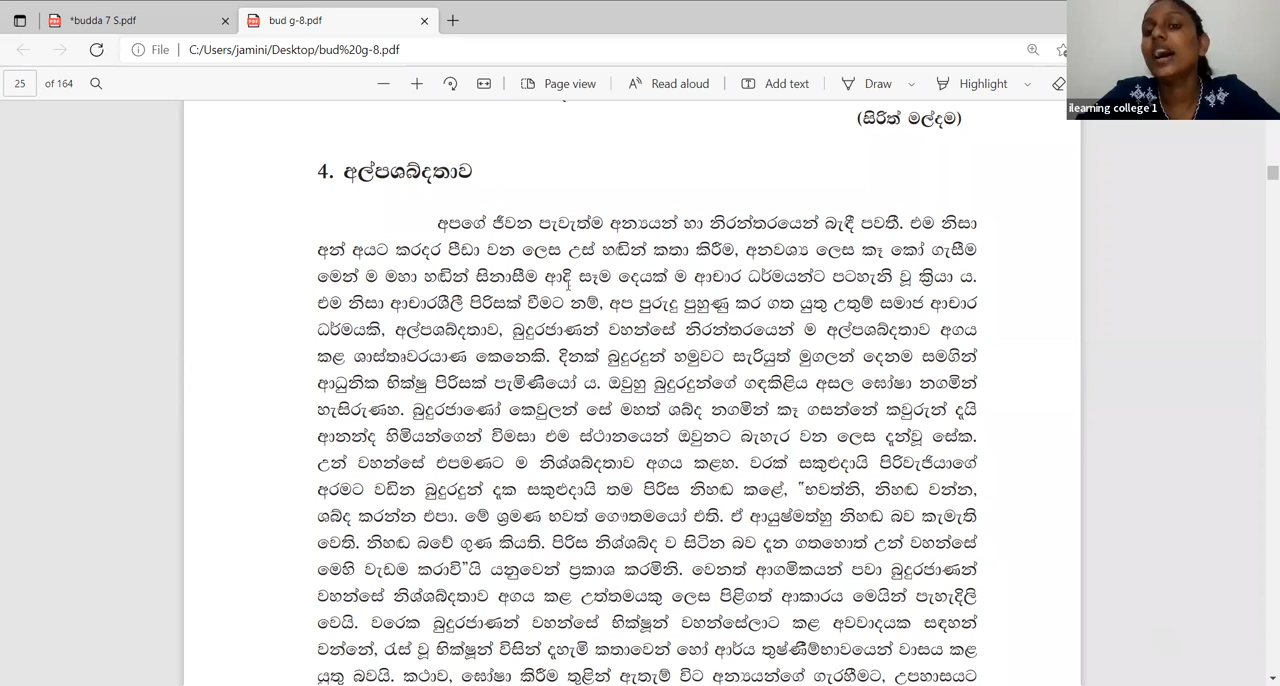 *budda 7 S.pdf
bud g-8.pdf
File
C:/Users/jamini/Desktop/bud%20g-8.pdf
25 of 164
Page view
Read aloud
Add text
Draw
Highlight
ilearning college 1
(සිරිත් මල්දම)
4. අල්පශබ්දතාව
අපගේ ජීවන පැවැත්ම අන්‍යයන් හා නිරන්තරයෙන් බැඳී පවතී. එම නිසා
අන් අයට කරදර පීඩා වන ලෙස උස් හඬින් කතා කිරීම, අනවශ්‍ය ලෙස කෑ කෝ ගැසීම
මෙන් ම මහා හඬින් සිනාසීම ආදි සෑම දෙයක් ම ආචාර ධර්මයන්ට පටහැනි වූ ක්‍රියා ය.
එම නිසා ආචාරශීලී පිරිසක් වීමට නම්, අප පුරුදු පුහුණු කර ගත යුතු උතුම් සමාජ ආචාර
ධර්මයකි, අල්පශබ්දතාව, බුදුරජාණන් වහන්සේ නිරන්තරයෙන් ම අල්පශබ්දතාව අගය
කළ ශාස්තෘවරයාණ කෙනෙකි. දිනක් බුදුරදුන් හමුවට සැරියුත් මුගලන් දෙනම සමගින්
ආධුනික භික්ෂු පිරිසක් පැමිණියෝ ය. ඔවුහු බුදුරදුන්ගේ ගඳකිළිය අසල ඝෝෂා නගමින්
හැසිරුණහ. බුදුරජාණෝ කෙවුලන් සේ මහත් ශබ්ද නගමින් කෑ ගසන්නේ කවුරුන් දැයි
ආනන්ද හිමියන්ගෙන් විමසා එම ස්ථානයෙන් ඔවුනට බැහැර වන ලෙස දැන්වූ සේක.
උන් වහන්සේ එපමණට ම නිශ්ශබ්දතාව අගය කළහ. වරක් සකුළුදායි පිරිවැජියාගේ
අරමට වඩින බුදුරදුන් දැක සකුළුදායි තම පිරිස නිහඬ කළේ, "භවත්නි, නිහඬ වන්න,
ශබ්ද කරන්න එපා. මේ ශ්‍රමණ භවත් ගෞතමයෝ එති. ඒ ආයුෂ්මත්හු නිහඬ බව කැමැති
වෙති. නිහඬ බවේ ගුණ කියති. පිරිස නිශ්ශබ්ද ව සිටින බව දැන ගතහොත් උන් වහන්සේ
මෙහි වැඩම කරාවි"යි යනුවෙන් ප්‍රකාශ කරමිනි. වෙනත් ආගමිකයන් පවා බුදුරජාණන්
වහන්සේ නිශ්ශබ්දතාව අගය කළ උත්තමයකු ලෙස පිළිගත් ආකාරය මෙයින් පැහැදිලි
වෙයි. වරෙක බුදුරජාණන් වහන්සේ භික්ෂූන් වහන්සේලාට කළ අවවාදයක සඳහන්
වන්නේ, රැස් වූ භික්ෂූන් විසින් දැහැමි කතාවෙන් හෝ ආර්ය තුෂ්ණීම්භාවයෙන් වාසය කළ
යුතු බවයි. කථාව, ඝෝෂා කිරීම තුළින් ඇතැම් විට අන්‍යයන්ගේ ගැරහීමට, උපහාසයට